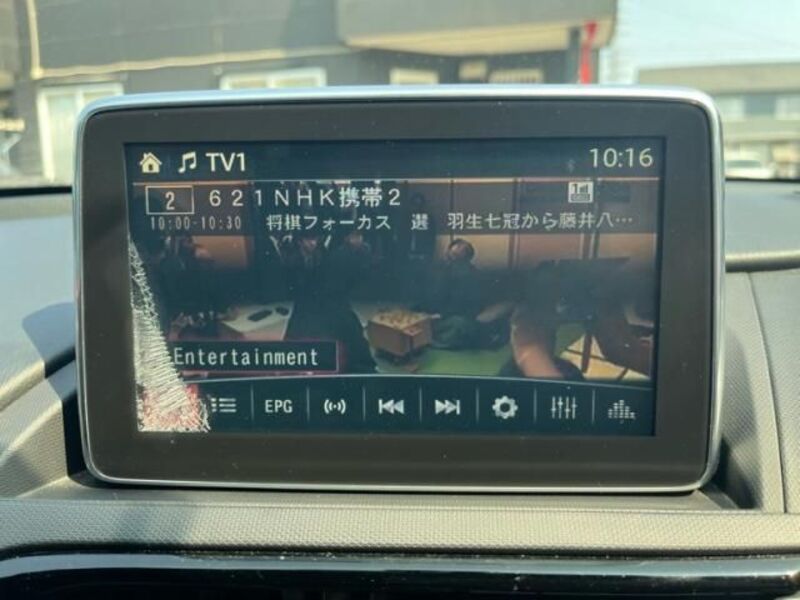 TV1 10:16
2 621NHK携帯2
10:00-10:30 将棋フォーカス 選 羽生七冠から藤井八…
Entertainment
EPG